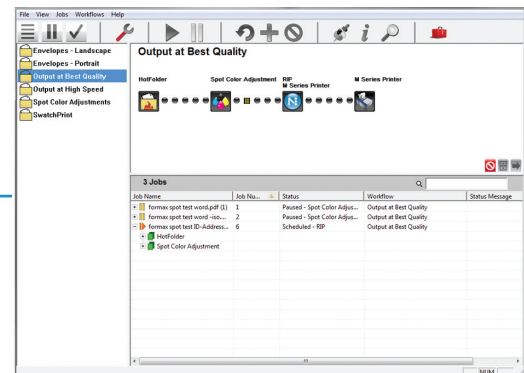 File View Jobs Workflows Help
Envelopes - Landscape
Envelopes - Portrait
Output at Best Quality
Output at High Speed
Spot Color Adjustments
SwatchPrint
Output at Best Quality
HotFolder Spot Color Adjustment RIP M Series Printer
M Series Printer
3 Jobs
Job Name Job Nu... Status Workflow Status Message
formax spot test word.pdf (1) 1 Paused - Spot Color Adjus... Output at Best Quality
formax spot test word -iso.... 2 Paused - Spot Color Adjus... Output at Best Quality
formax spot test ID-Address... 6 Scheduled - RIP Output at Best Quality
HotFolder
Spot Color Adjustment
NUM